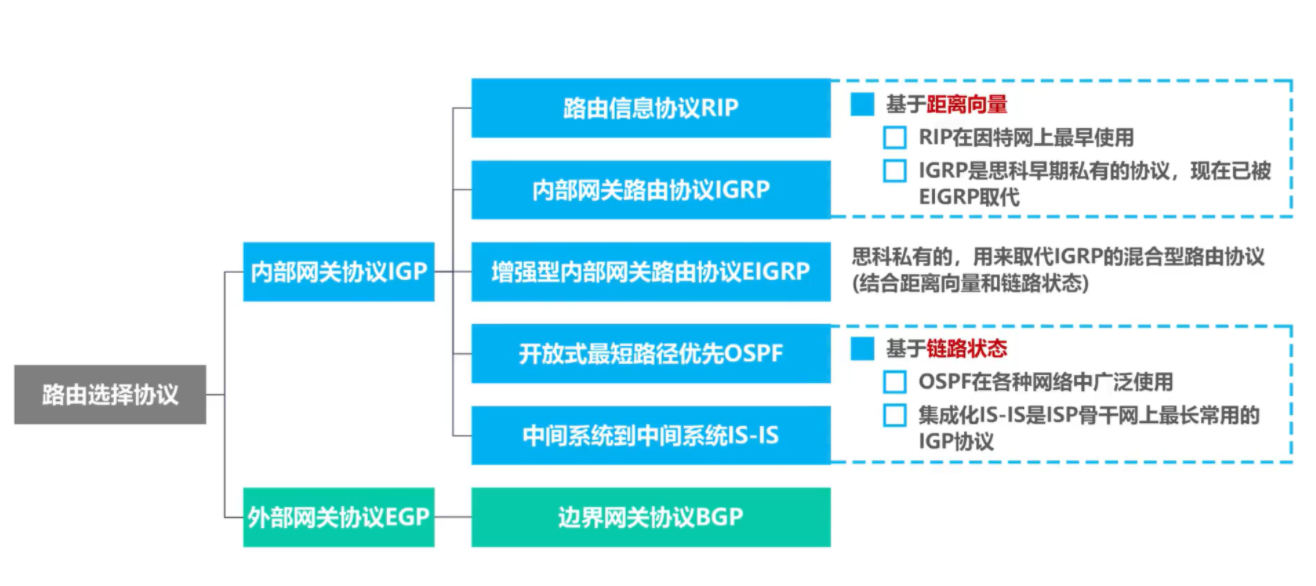 路由信息协议RIP
基于距离向量
RIP在因特网上最早使用
IGRP是思科早期私有的协议，现在已被
EIGRP取代
内部网关路由协议IGRP
内部网关协议IGP
增强型内部网关路由协议EIGRP
思科私有的，用来取代IGRP的混合型路由协议
(结合距离向量和链路状态)
开放式最短路径优先OSPF
基于链路状态
OSPF在各种网络中广泛使用
集成化IS-IS是ISP骨干网上最长常用的
IGP协议
路由选择协议
中间系统到中间系统IS-IS
外部网关协议EGP
边界网关协议BGP